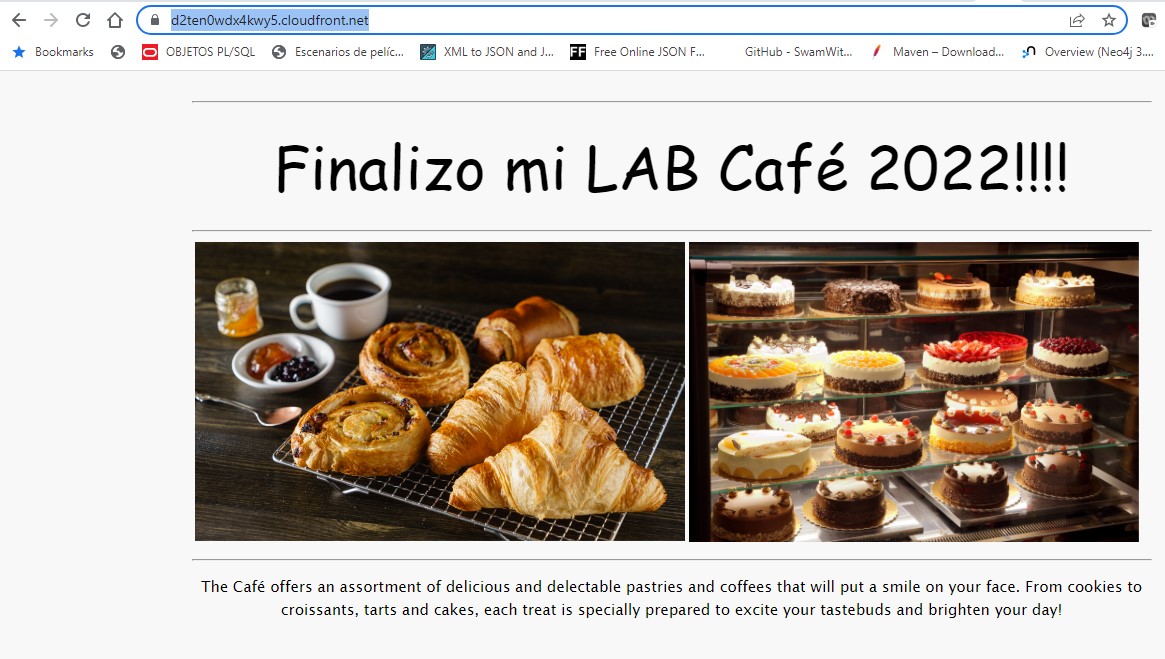 d2ten0wdx4kwy5.cloudfront.net
Bookmarks OBJETOS PL/SQL Escenarios de pelíc... XML to JSON and J... FF Free Online JSON F... GitHub - SwamWit... Maven – Download... Overview (Neo4j 3....
Finalizo mi LAB Café 2022!!!!
The Café offers an assortment of delicious and delectable pastries and coffees that will put a smile on your face. From cookies to
croissants, tarts and cakes, each treat is specially prepared to excite your tastebuds and brighten your day!